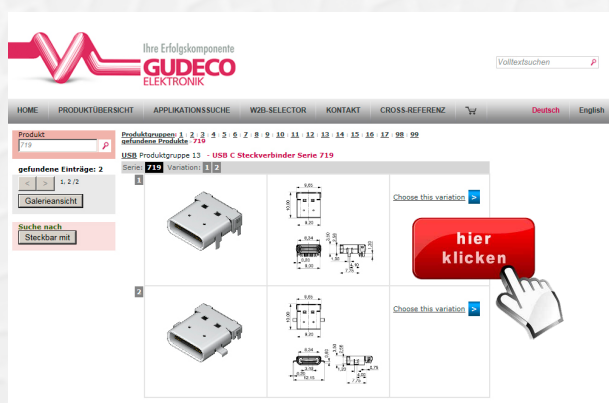 Ihre Erfolgskomponente
GUDECO
ELEKTRONIK
Volltextsuchen
HOME PRODUKTÜBERSICHT APPLIKATIONSSUCHE W2B-SELECTOR KONTAKT CROSS-REFERENZ Deutsch English
Produkt
719
Produktgruppen: 1 : 2 : 3 : 4 : 5 : 6 : 7 : 8 : 9 : 10 : 11 : 12 : 13 : 14 : 15 : 16 : 17 : 98 : 99
gefundene Produkte : 719
USB Produktgruppe 13 - USB C Steckverbinder Serie 719
Serie: 719 Variation: 1 2
gefundene Einträge: 2
< > 1, 2 /2
Galerieansicht
Suche nach
Steckbar mit
1
Choose this variation >
hier
klicken
2
Choose this variation >